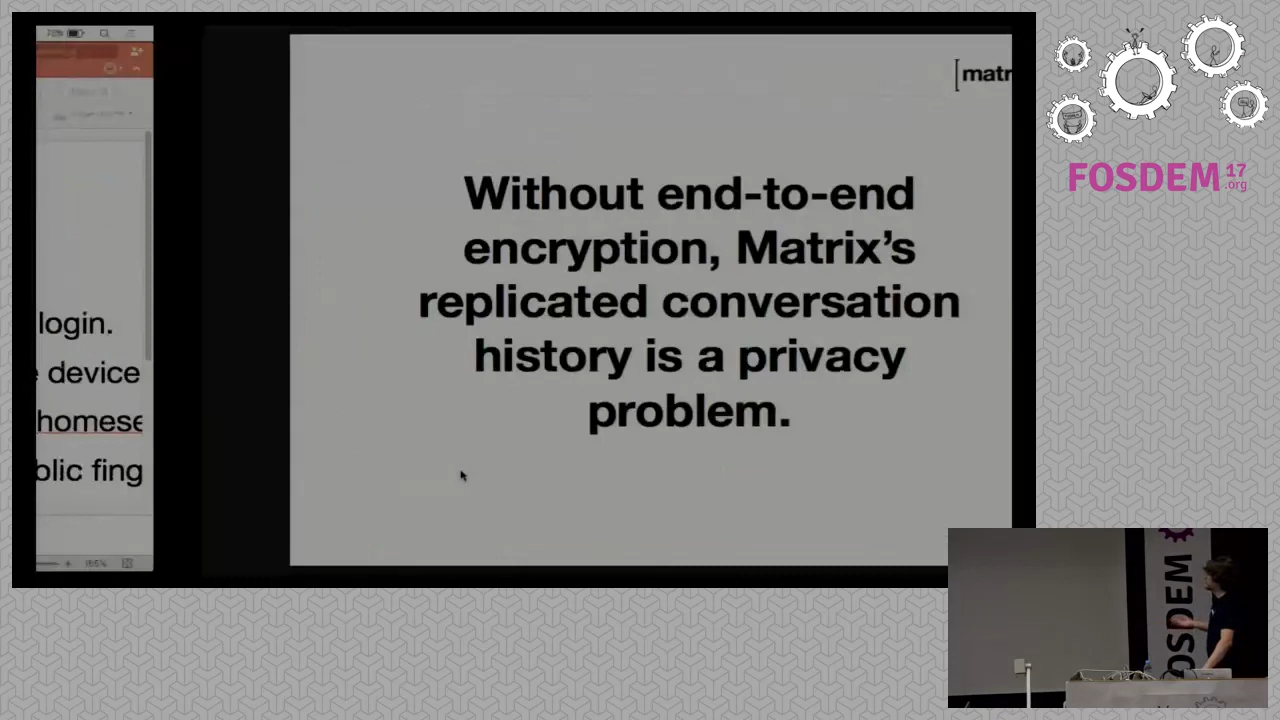 [matr
Without end-to-end
encryption, Matrix’s
replicated conversation
history is a privacy
problem.
login.
device
homese
blic fing
FOSDEM 17
.org
OSDEM